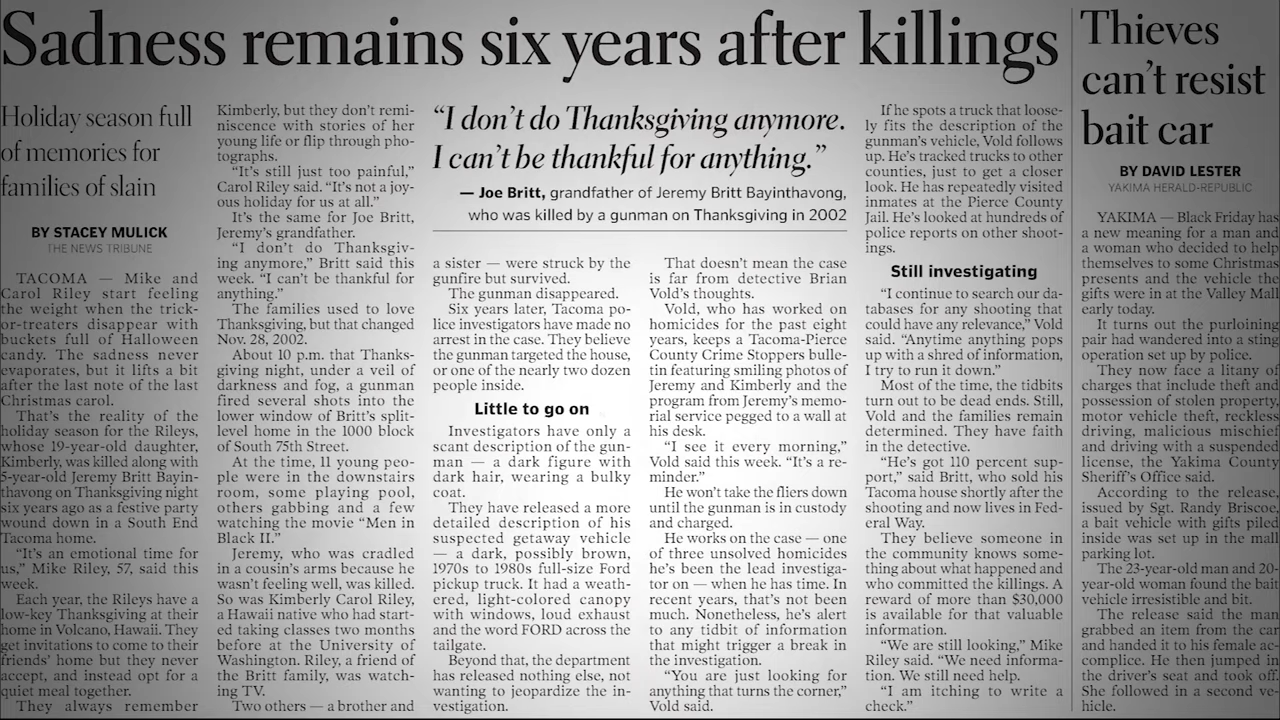 Sadness remains six years after killings
Holiday season full
of memories for
families of slain
BY STACEY MULICK
THE NEWS TRIBUNE
TACOMA — Mike and
Carol Riley start feeling
the weight when the trick-
or-treaters disappear with
buckets full of Halloween
candy. The sadness never
evaporates, but it lifts a bit
after the last note of the last
Christmas carol.
That's the reality of the
holiday season for the Rileys,
whose 19-year-old daughter,
Kimberly, was killed along with
5-year-old Jeremy Britt Bayin-
thavong on Thanksgiving night
six years ago as a festive party
wound down in a South End
Tacoma home.
“It's an emotional time for
us,” Mike Riley, 57, said this
week.
Each year, the Rileys have a
low-key Thanksgiving at their
home in Volcano, Hawaii. They
get invitations to come to their
friends' home but they never
accept, and instead opt for a
quiet meal together.
They always remember
Kimberly, but they don't remi-
niscence with stories of her
young life or flip through pho-
tographs.
“It's still just too painful,”
Carol Riley said. “It's not a joy-
ous holiday for us at all.”
It's the same for Joe Britt,
Jeremy's grandfather.
“I don't do Thanksgiv-
ing anymore,” Britt said this
week. “I can't be thankful for
anything.”
The families used to love
Thanksgiving, but that changed
Nov. 28, 2002.
About 10 p.m. that Thanks-
giving night, under a veil of
darkness and fog, a gunman
fired several shots into the
lower window of Britt's split-
level home in the 1000 block
of South 75th Street.
At the time, 11 young peo-
ple were in the downstairs
room, some playing pool,
others gabbing and a few
watching the movie “Men in
Black II.”
Jeremy, who was cradled
in a cousin's arms because he
wasn't feeling well, was killed.
So was Kimberly Carol Riley,
a Hawaii native who had start-
ed taking classes two months
before at the University of
Washington. Riley, a friend of
the Britt family, was watch-
ing TV.
Two others — a brother and
“I don't do Thanksgiving anymore.
I can't be thankful for anything.”
— Joe Britt, grandfather of Jeremy Britt Bayinthavong,
who was killed by a gunman on Thanksgiving in 2002
a sister — were struck by the
gunfire but survived.
The gunman disappeared.
Six years later, Tacoma po-
lice investigators have made no
arrest in the case. They believe
the gunman targeted the house,
or one of the nearly two dozen
people inside.
Little to go on
Investigators have only a
scant description of the gun-
man — a dark figure with
dark hair, wearing a bulky
coat.
They have released a more
detailed description of his
suspected getaway vehicle
— a dark, possibly brown,
1970s to 1980s full-size Ford
pickup truck. It had a weath-
ered, light-colored canopy
with windows, loud exhaust
and the word FORD across the
tailgate.
Beyond that, the department
has released nothing else, not
wanting to jeopardize the in-
vestigation.
That doesn't mean the case
is far from detective Brian
Vold's thoughts.
Vold, who has worked on
homicides for the past eight
years, keeps a Tacoma-Pierce
County Crime Stoppers bulle-
tin featuring smiling photos of
Jeremy and Kimberly and the
program from Jeremy's memo-
rial service pegged to a wall at
his desk.
“I see it every morning,”
Vold said this week. “It's a re-
minder.”
He won't take the fliers down
until the gunman is in custody
and charged.
He works on the case — one
of three unsolved homicides
he's been the lead investiga-
tor on — when he has time. In
recent years, that's not been
much. Nonetheless, he's alert
to any tidbit of information
that might trigger a break in
the investigation.
“You are just looking for
anything that turns the corner,”
Vold said.
If he spots a truck that loose-
ly fits the description of the
gunman's vehicle, Vold follows
up. He's tracked trucks to other
counties, just to get a closer
look. He has repeatedly visited
inmates at the Pierce County
Jail. He's looked at hundreds of
police reports on other shoot-
ings.
Still investigating
“I continue to search our da-
tabases for any shooting that
could have any relevance,” Vold
said. “Anytime anything pops
up with a shred of information,
I try to run it down.”
Most of the time, the tidbits
turn out to be dead ends. Still,
Vold and the families remain
determined. They have faith
in the detective.
“He's got 110 percent sup-
port,” said Britt, who sold his
Tacoma house shortly after the
shooting and now lives in Fed-
eral Way.
They believe someone in
the community knows some-
thing about what happened and
who committed the killings. A
reward of more than $30,000
is available for that valuable
information.
“We are still looking,” Mike
Riley said. “We need informa-
tion. We still need help.
“I am itching to write a
check.”
Thieves
can't resist
bait car
BY DAVID LESTER
YAKIMA HERALD-REPUBLIC
YAKIMA — Black Friday has
a new meaning for a man and
a woman who decided to help
themselves to some Christmas
presents and the vehicle the
gifts were in at the Valley Mall
early today.
It turns out the purloining
pair had wandered into a sting
operation set up by police.
They now face a litany of
charges that include theft and
possession of stolen property,
motor vehicle theft, reckless
driving, malicious mischief
and driving with a suspended
license, the Yakima County
Sheriff's Office said.
According to the release,
issued by Sgt. Randy Briscoe,
a bait vehicle with gifts piled
inside was set up in the mall
parking lot.
The 23-year-old man and 20-
year-old woman found the bait
vehicle irresistible and bit.
The release said the man
grabbed an item from the car
and handed it to his female ac-
complice. He then jumped in
the driver's seat and took off.
She followed in a second ve-
hicle.